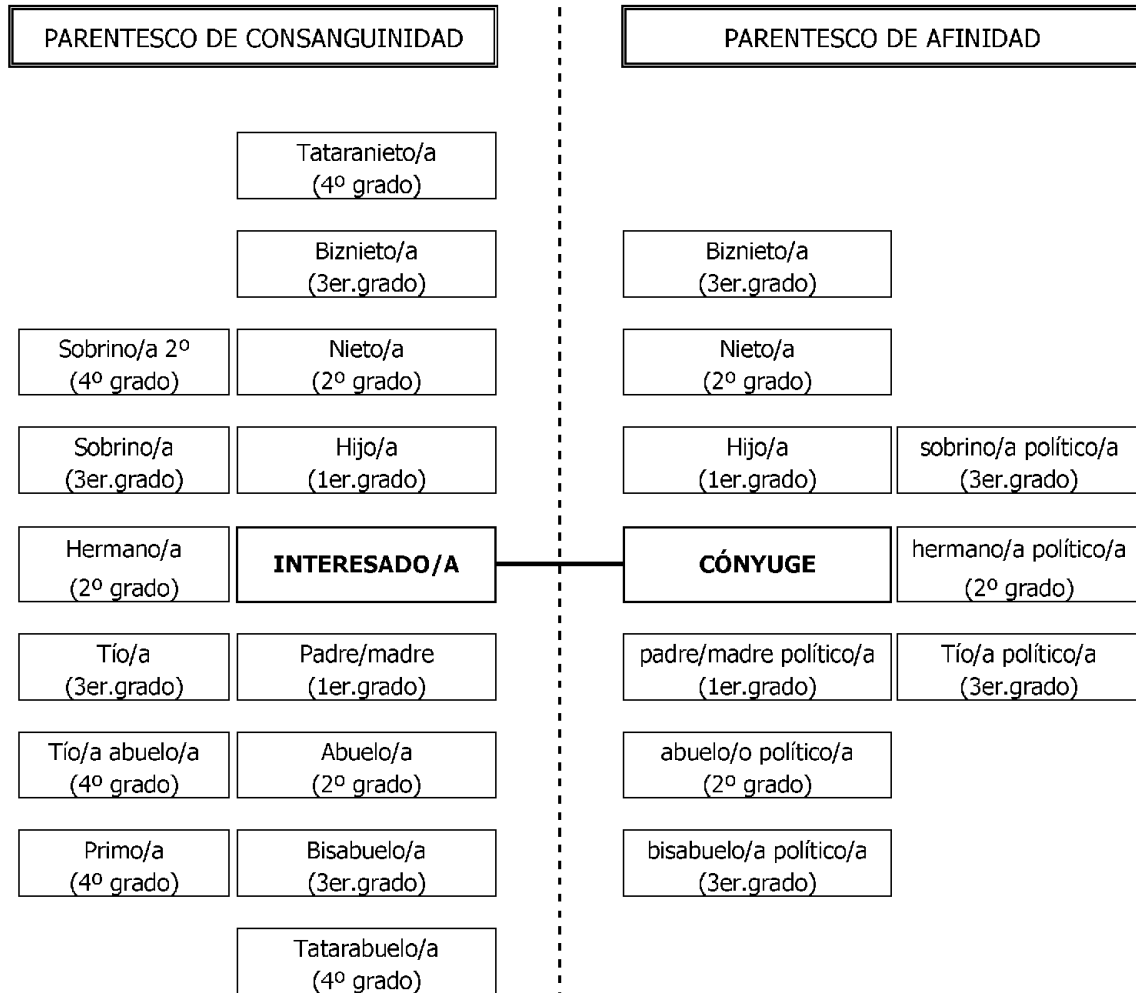 PARENTESCO DE CONSANGUINIDAD
PARENTESCO DE AFINIDAD
Tataranieto/a
(4º grado)
Biznieto/a
(3er.grado)
Biznieto/a
(3er.grado)
Sobrino/a 2º
(4º grado)
Nieto/a
(2º grado)
Nieto/a
(2º grado)
Sobrino/a
(3er.grado)
Hijo/a
(1er.grado)
Hijo/a
(1er.grado)
sobrino/a político/a
(3er.grado)
Hermano/a
(2º grado)
INTERESADO/A
CÓNYUGE
hermano/a político/a
(2º grado)
Tío/a
(3er.grado)
Padre/madre
(1er.grado)
padre/madre político/a
(1er.grado)
Tío/a político/a
(3er.grado)
Tío/a abuelo/a
(4º grado)
Abuelo/a
(2º grado)
abuelo/o político/a
(2º grado)
Primo/a
(4º grado)
Bisabuelo/a
(3er.grado)
bisabuelo/a político/a
(3er.grado)
Tatarabuelo/a
(4º grado)